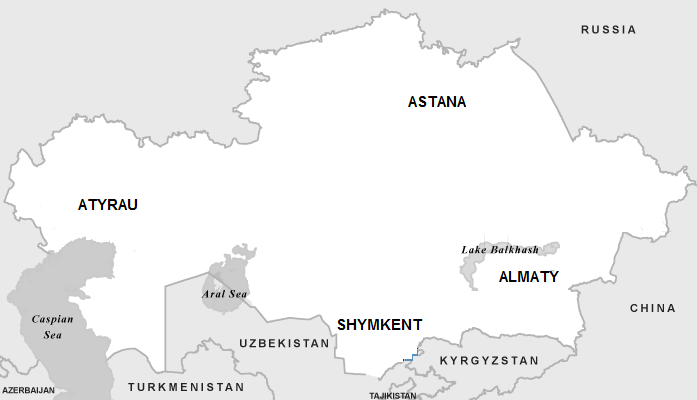 RUSSIA
ASTANA
ATYRAU
Lake Balkhash
ALMATY
Aral Sea
CHINA
Caspian
Sea
SHYMKENT
UZBEKISTAN
KYRGYZSTAN
AZERBAIJAN
TURKMENISTAN
TAJIKISTAN